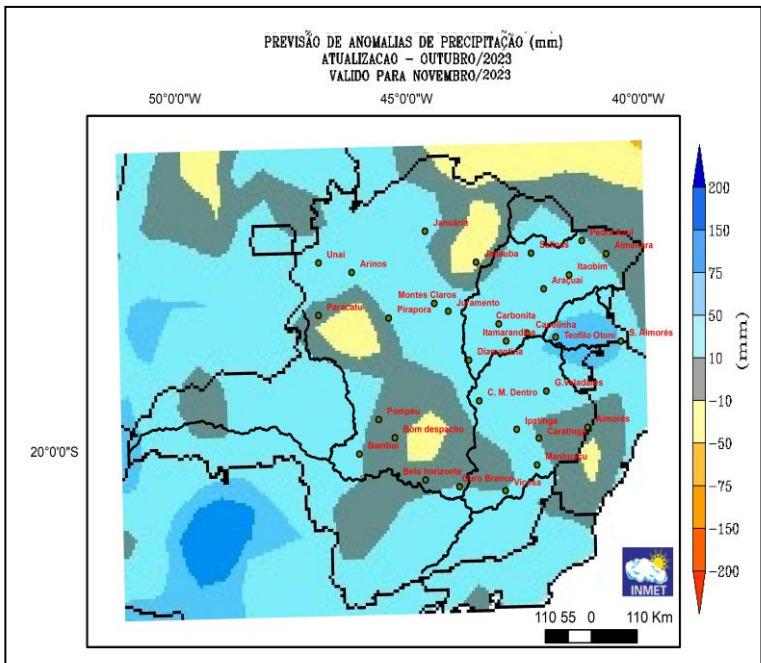 PREVISÃO DE ANOMALIAS DE PRECIPITAÇÃO (mm)
ATUALIZACAO - OUTUBRO/2023
VALIDO PARA NOVEMBRO/2023
50°0'0"W 45°0'0"W 40°0'0"W
20°0'0"S
Januária
Pedra Azul
Salinas
Almenara
Unaí
Arinos
Janauba
Itaobim
Araçuaí
Montes Claros
Juramento
Paracatu
Pirapora
Carbonita
Capelinha
Itamarandiba
Teofilo Otoni
S. Aimorés
Diamantina
G.Valadares
C. M. Dentro
Pompéu
Ipatinga
Aimorés
Bom despacho
Caratinga
Bambuí
Manhuaçu
Belo horizonte
Ouro Branco
Viçosa
200
150
75
50
10
-10
-50
-75
-150
-200
(mm)
INMET
110 55 0 110 Km